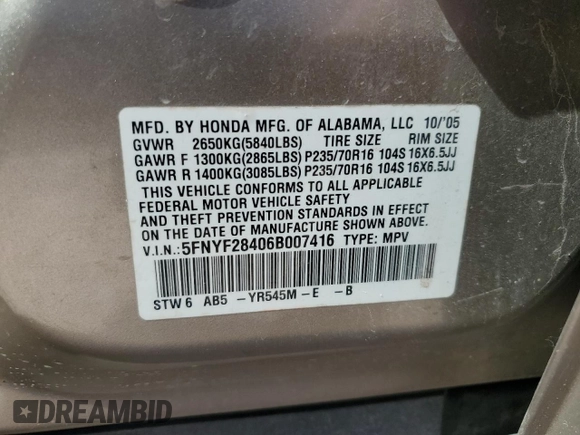 MFD. BY HONDA MFG. OF ALABAMA, LLC 10/'05
GVWR 2650KG(5840LBS) TIRE SIZE RIM SIZE
GAWR F 1300KG(2865LBS) P235/70R16 104S 16X6.5JJ
GAWR R 1400KG(3085LBS) P235/70R16 104S 16X6.5JJ
THIS VEHICLE CONFORMS TO ALL APPLICABLE
FEDERAL MOTOR VEHICLE SAFETY
AND THEFT PREVENTION STANDARDS IN EFFECT
ON THE DATE OF MANUFACTURE SHOWN ABOVE.
V.I.N.: 5FNYF28406B007416 TYPE: MPV
STW 6 AB5 -YR545M-E -B
DREAMBID